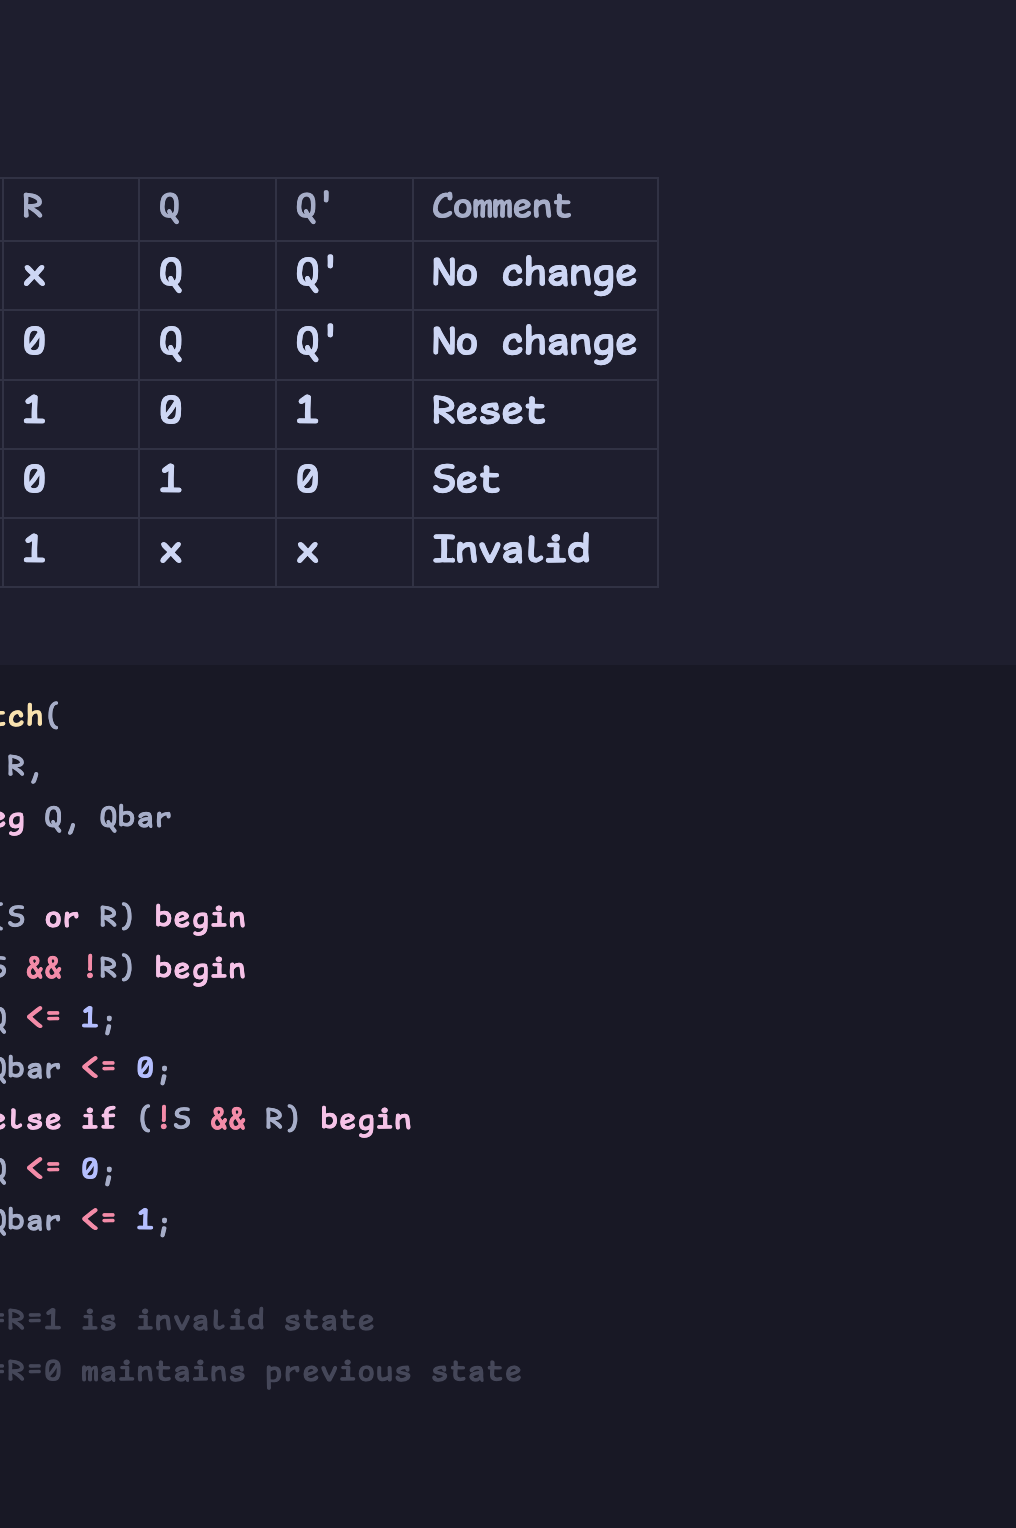 R Q Q' Comment
x Q Q' No change
0 Q Q' No change
1 0 1 Reset
0 1 0 Set
1 x x Invalid
tch(
R,
eg Q, Qbar
(S or R) begin
S && !R) begin
Q <= 1;
Qbar <= 0;
else if (!S && R) begin
Q <= 0;
Qbar <= 1;
=R=1 is invalid state
=R=0 maintains previous state